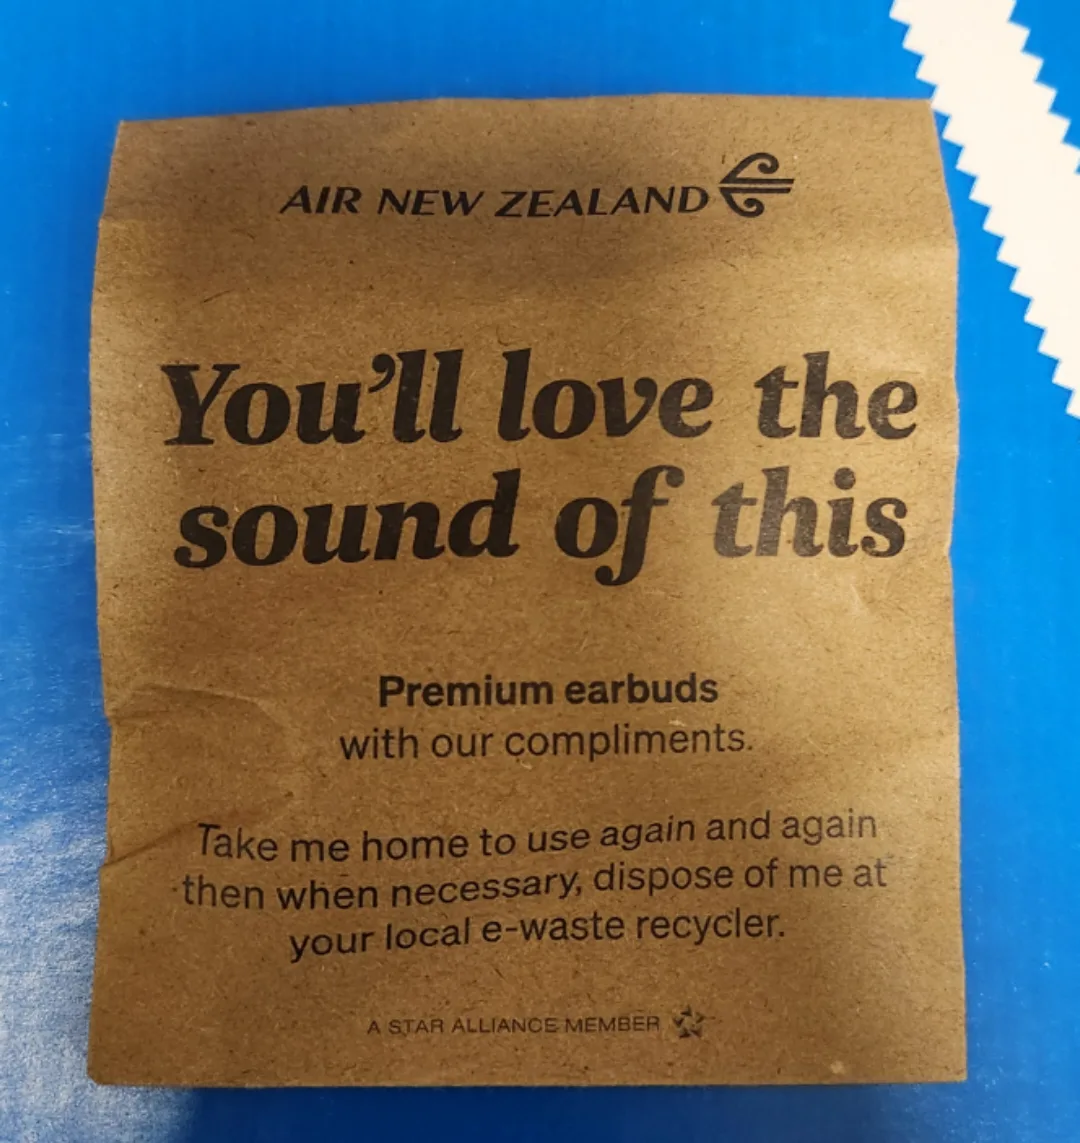 AIR NEW ZEALAND
You'll love the
sound of this
Premium earbuds
with our compliments.
Take me home to use again and again
then when necessary, dispose of me at
your local e-waste recycler.
A STAR ALLIANCE MEMBER